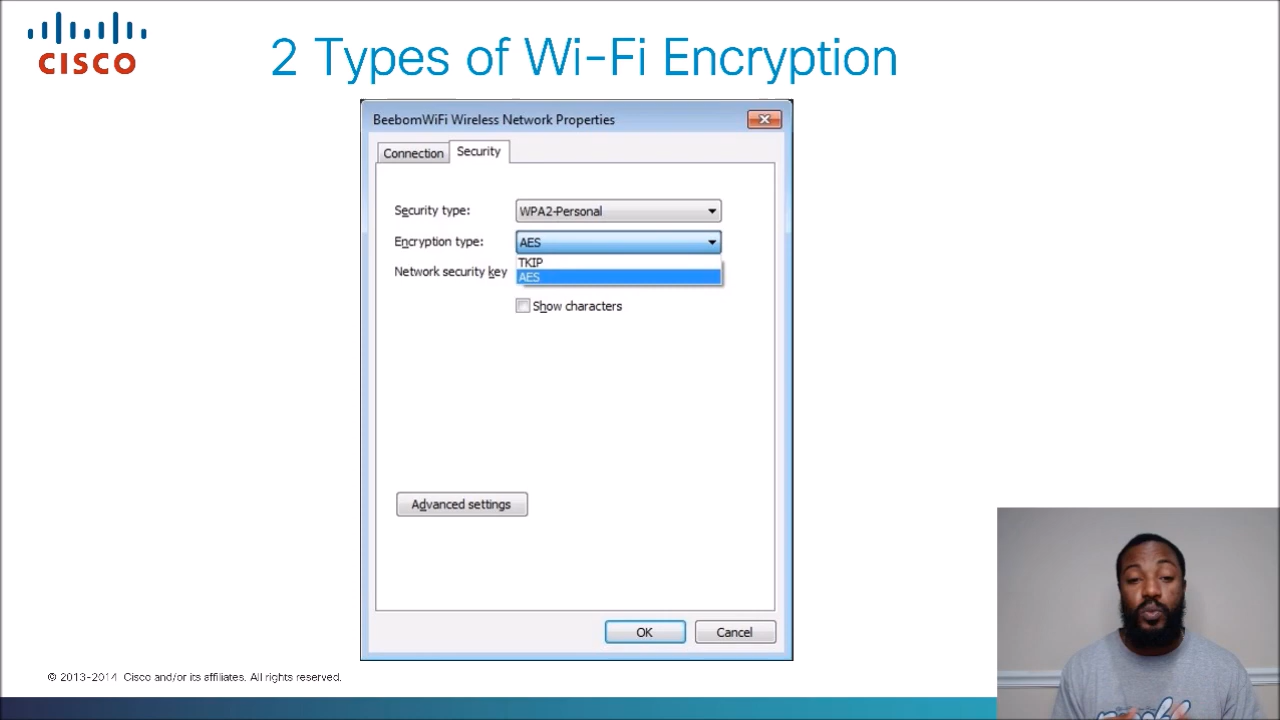 CISCO
2 Types of Wi-Fi Encryption
BeebomWiFi Wireless Network Properties
Connection
Security
Security type:
WPA2-Personal
Encryption type:
AES
TKIP
AES
Network security key
Show characters
Advanced settings
OK
Cancel
© 2013-2014 Cisco and/or its affiliates. All rights reserved.